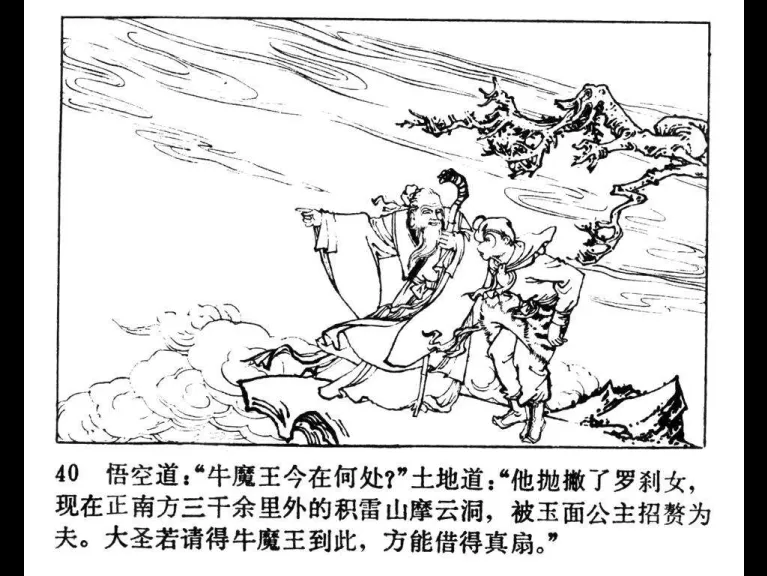 40 悟空道：“牛魔王今在何处？”土地道：“他抛撇了罗刹女，
现在正南方三千余里外的积雷山摩云洞，被玉面公主招赘为
夫。大圣若请得牛魔王到此，方能借得真扇。”